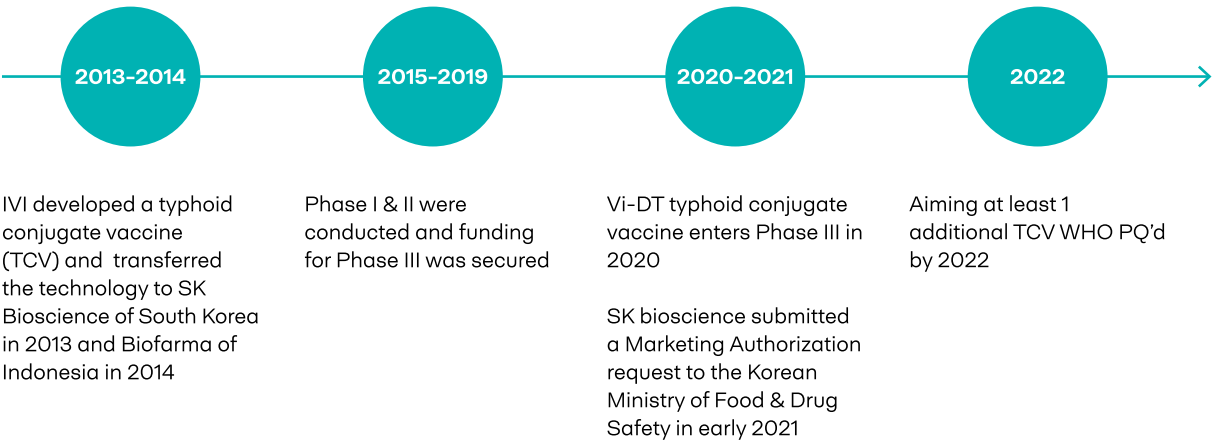 2013-2014
IVI developed a typhoid
conjugate vaccine
(TCV) and  transferred
the technology to SK
Bioscience of South Korea
in 2013 and Biofarma of
Indonesia in 2014
2015-2019
Phase I & II were
conducted and funding
for Phase III was secured
2020-2021
Vi-DT typhoid conjugate
vaccine enters Phase III in
2020
SK bioscience submitted
a Marketing Authorization
request to the Korean
Ministry of Food & Drug
Safety in early 2021
2022
Aiming at least 1
additional TCV WHO PQ’d
by 2022